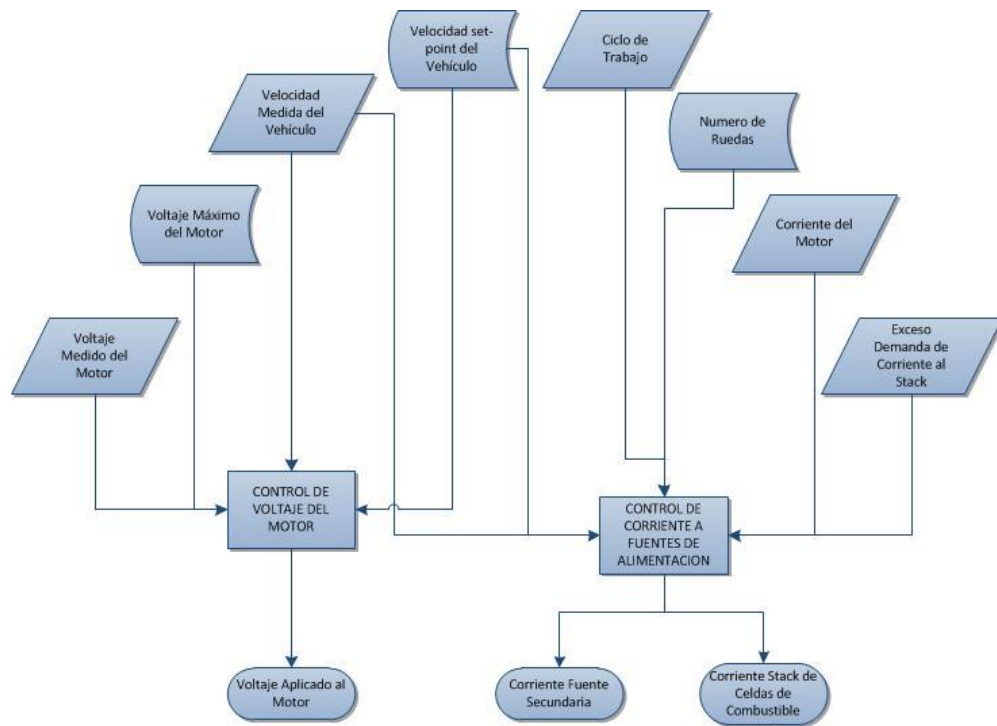 Velocidad set-
point del
Vehículo
Ciclo de
Trabajo
Velocidad
Medida del
Vehículo
Numero de
Ruedas
Voltaje Máximo
del Motor
Corriente del
Motor
Voltaje
Medido del
Motor
Exceso
Demanda de
Corriente al
Stack
CONTROL DE
VOLTAJE DEL
MOTOR
CONTROL DE
CORRIENTE A
FUENTES DE
ALIMENTACION
Voltaje Aplicado al
Motor
Corriente Fuente
Secundaria
Corriente Stack de
Celdas de
Combustible